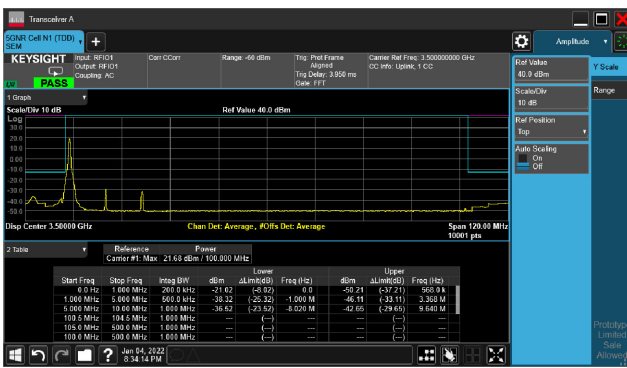 Transceiver A
5GNR Cell N1 (TDD)
SEM
Amplitude
KEYSIGHT
Input: RFIO1
Output: RFIO1
Coupling: AC
Corr CCorr
Range: -60 dBm
Trig: Prot Frame
Aligned
Trig Delay: 3.950 ms
Gate: FFT
Carrier Ref Freq: 3.500000000 GHz
CC Info: Uplink, 1 CC
LW
PASS
Ref Value
40.0 dBm
Y Scale
Scale/Div
10 dB
Range
Ref Position
Top
Auto Scaling
On
Off
1 Graph
Scale/Div 10 dB
Ref Value 40.0 dBm
Log
30.0
20.0
10.0
0.00
-10.0
-20.0
-30.0
-40.0
-50.0
Disp Center 3.50000 GHz
Chan Det: Average, #Offs Det: Average
Span 120.00 MHz
10001 pts
2 Table
Reference Power
Carrier #1: Max 21.68 dBm / 100.000 MHz
Lower Upper
Start Freq Stop Freq Integ BW dBm ΔLimit(dB) Freq (Hz) dBm ΔLimit(dB) Freq (Hz)
0.0 Hz 1.000 MHz 200.0 kHz -21.02 (-8.02) 0.0 -50.21 (-37.21) 568.0 k
1.000 MHz 5.000 MHz 500.0 kHz -38.32 (-25.32) -1.000 M -46.11 (-33.11) 3.368 M
5.000 MHz 10.00 MHz 1.000 MHz -36.52 (-23.52) -8.020 M -42.65 (-29.65) 9.640 M
100.5 MHz 104.5 MHz 1.000 MHz --- (---) --- (---)
105.0 MHz 500.0 MHz 1.000 MHz --- (---) --- (---)
100.0 MHz 500.0 MHz 1.000 MHz --- (---) --- (---)
Jan 04, 2022
8:34:14 PM
Prototype
Limited
Sale
Allowed